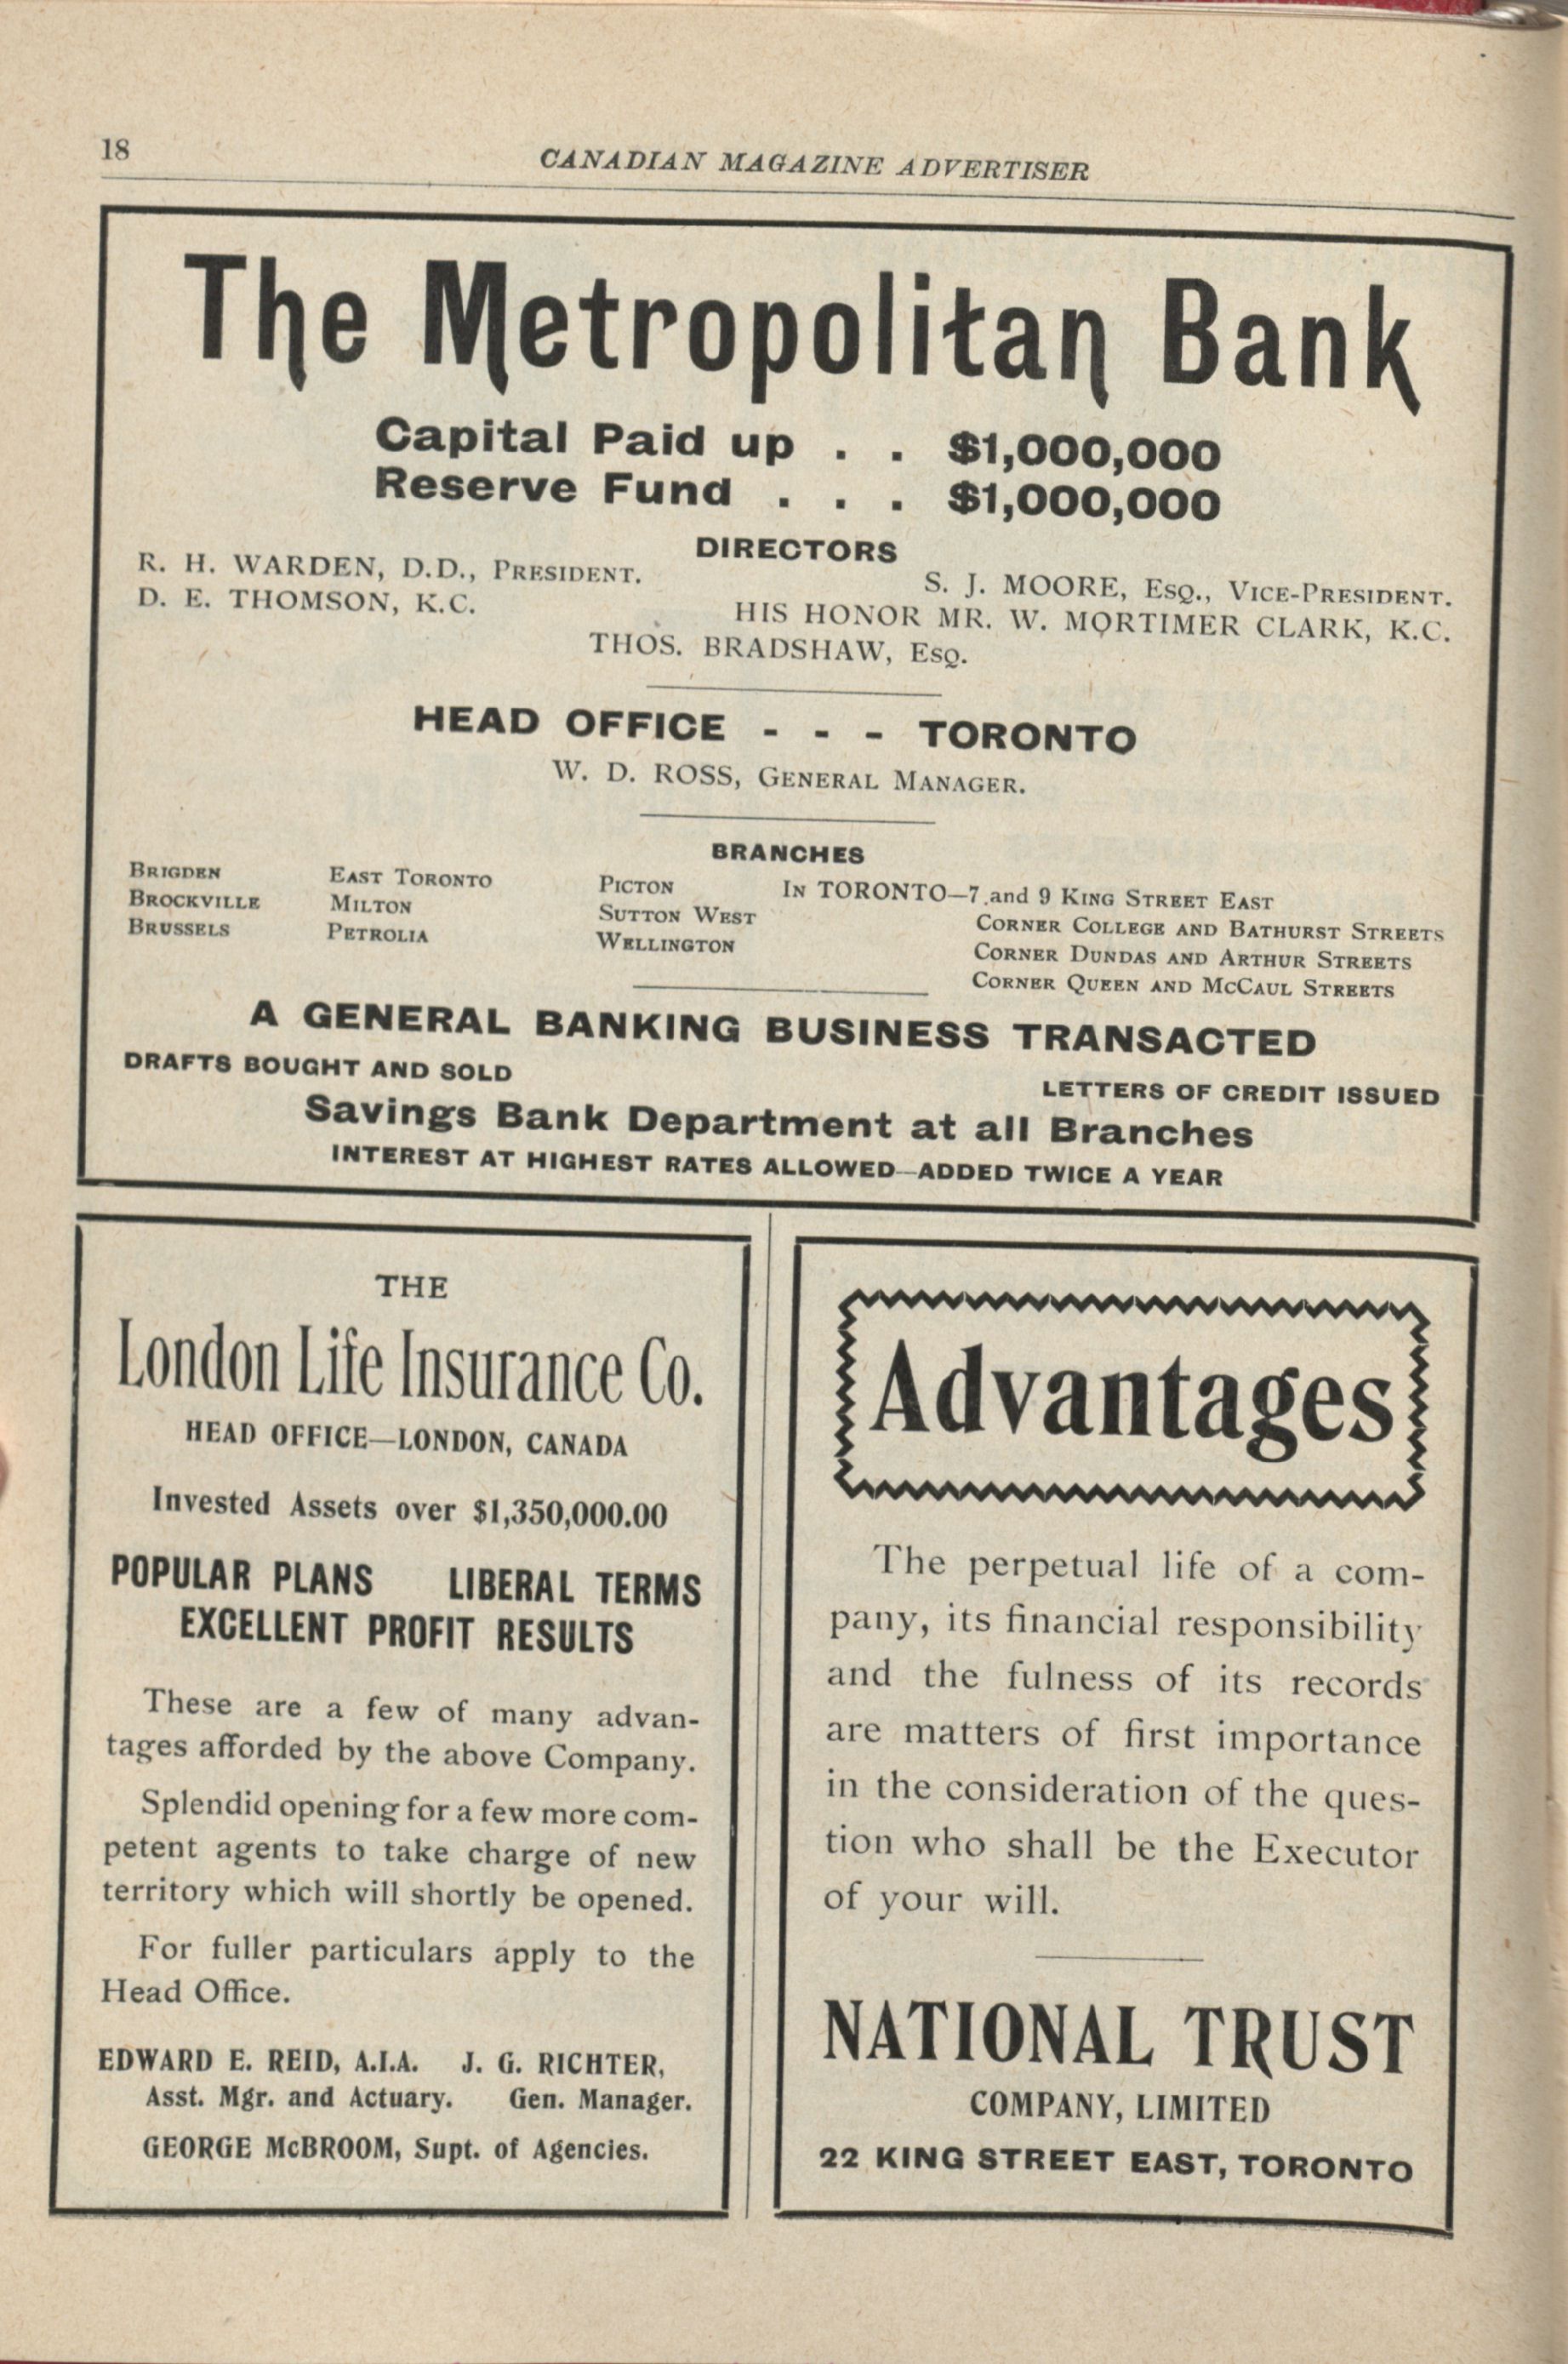 18
CANADIAN MAGAZINE ADVERTISER
The Metropolitan Bank
Capital Paid up . . $1,000,000
Reserve Fund . . . $1,000,000
DIRECTORS
R. H. WARDEN, D.D., PRESIDENT.
S. J. MOORE, ESQ., VICE-PRESIDENT.
D. E. THOMSON, K.C.
HIS HONOR MR. W. MORTIMER CLARK, K.C.
THOS. BRADSHAW, ESQ.
HEAD OFFICE - - - TORONTO
W. D. ROSS, GENERAL MANAGER.
BRANCHES
BRIGDEN EAST TORONTO PICTON IN TORONTO—7 and 9 KING STREET EAST
BROCKVILLE MILTON SUTTON WEST CORNER COLLEGE AND BATHURST STREETS
BRUSSELS PETROLIA WELLINGTON CORNER DUNDAS AND ARTHUR STREETS
CORNER QUEEN AND MCCAUL STREETS
A GENERAL BANKING BUSINESS TRANSACTED
DRAFTS BOUGHT AND SOLD
LETTERS OF CREDIT ISSUED
Savings Bank Department at all Branches
INTEREST AT HIGHEST RATES ALLOWED—ADDED TWICE A YEAR
THE
London Life Insurance Co.
HEAD OFFICE—LONDON, CANADA
Invested Assets over $1,350,000.00
POPULAR PLANS LIBERAL TERMS
EXCELLENT PROFIT RESULTS
These are a few of many advan-
tages afforded by the above Company.
Splendid opening for a few more com-
petent agents to take charge of new
territory which will shortly be opened.
For fuller particulars apply to the
Head Office.
EDWARD E. REID, A.I.A. J. G. RICHTER,
Asst. Mgr. and Actuary. Gen. Manager.
GEORGE McBROOM, Supt. of Agencies.
Advantages
The perpetual life of a com-
pany, its financial responsibility
and the fulness of its records
are matters of first importance
in the consideration of the ques-
tion who shall be the Executor
of your will.
NATIONAL TRUST
COMPANY, LIMITED
22 KING STREET EAST, TORONTO